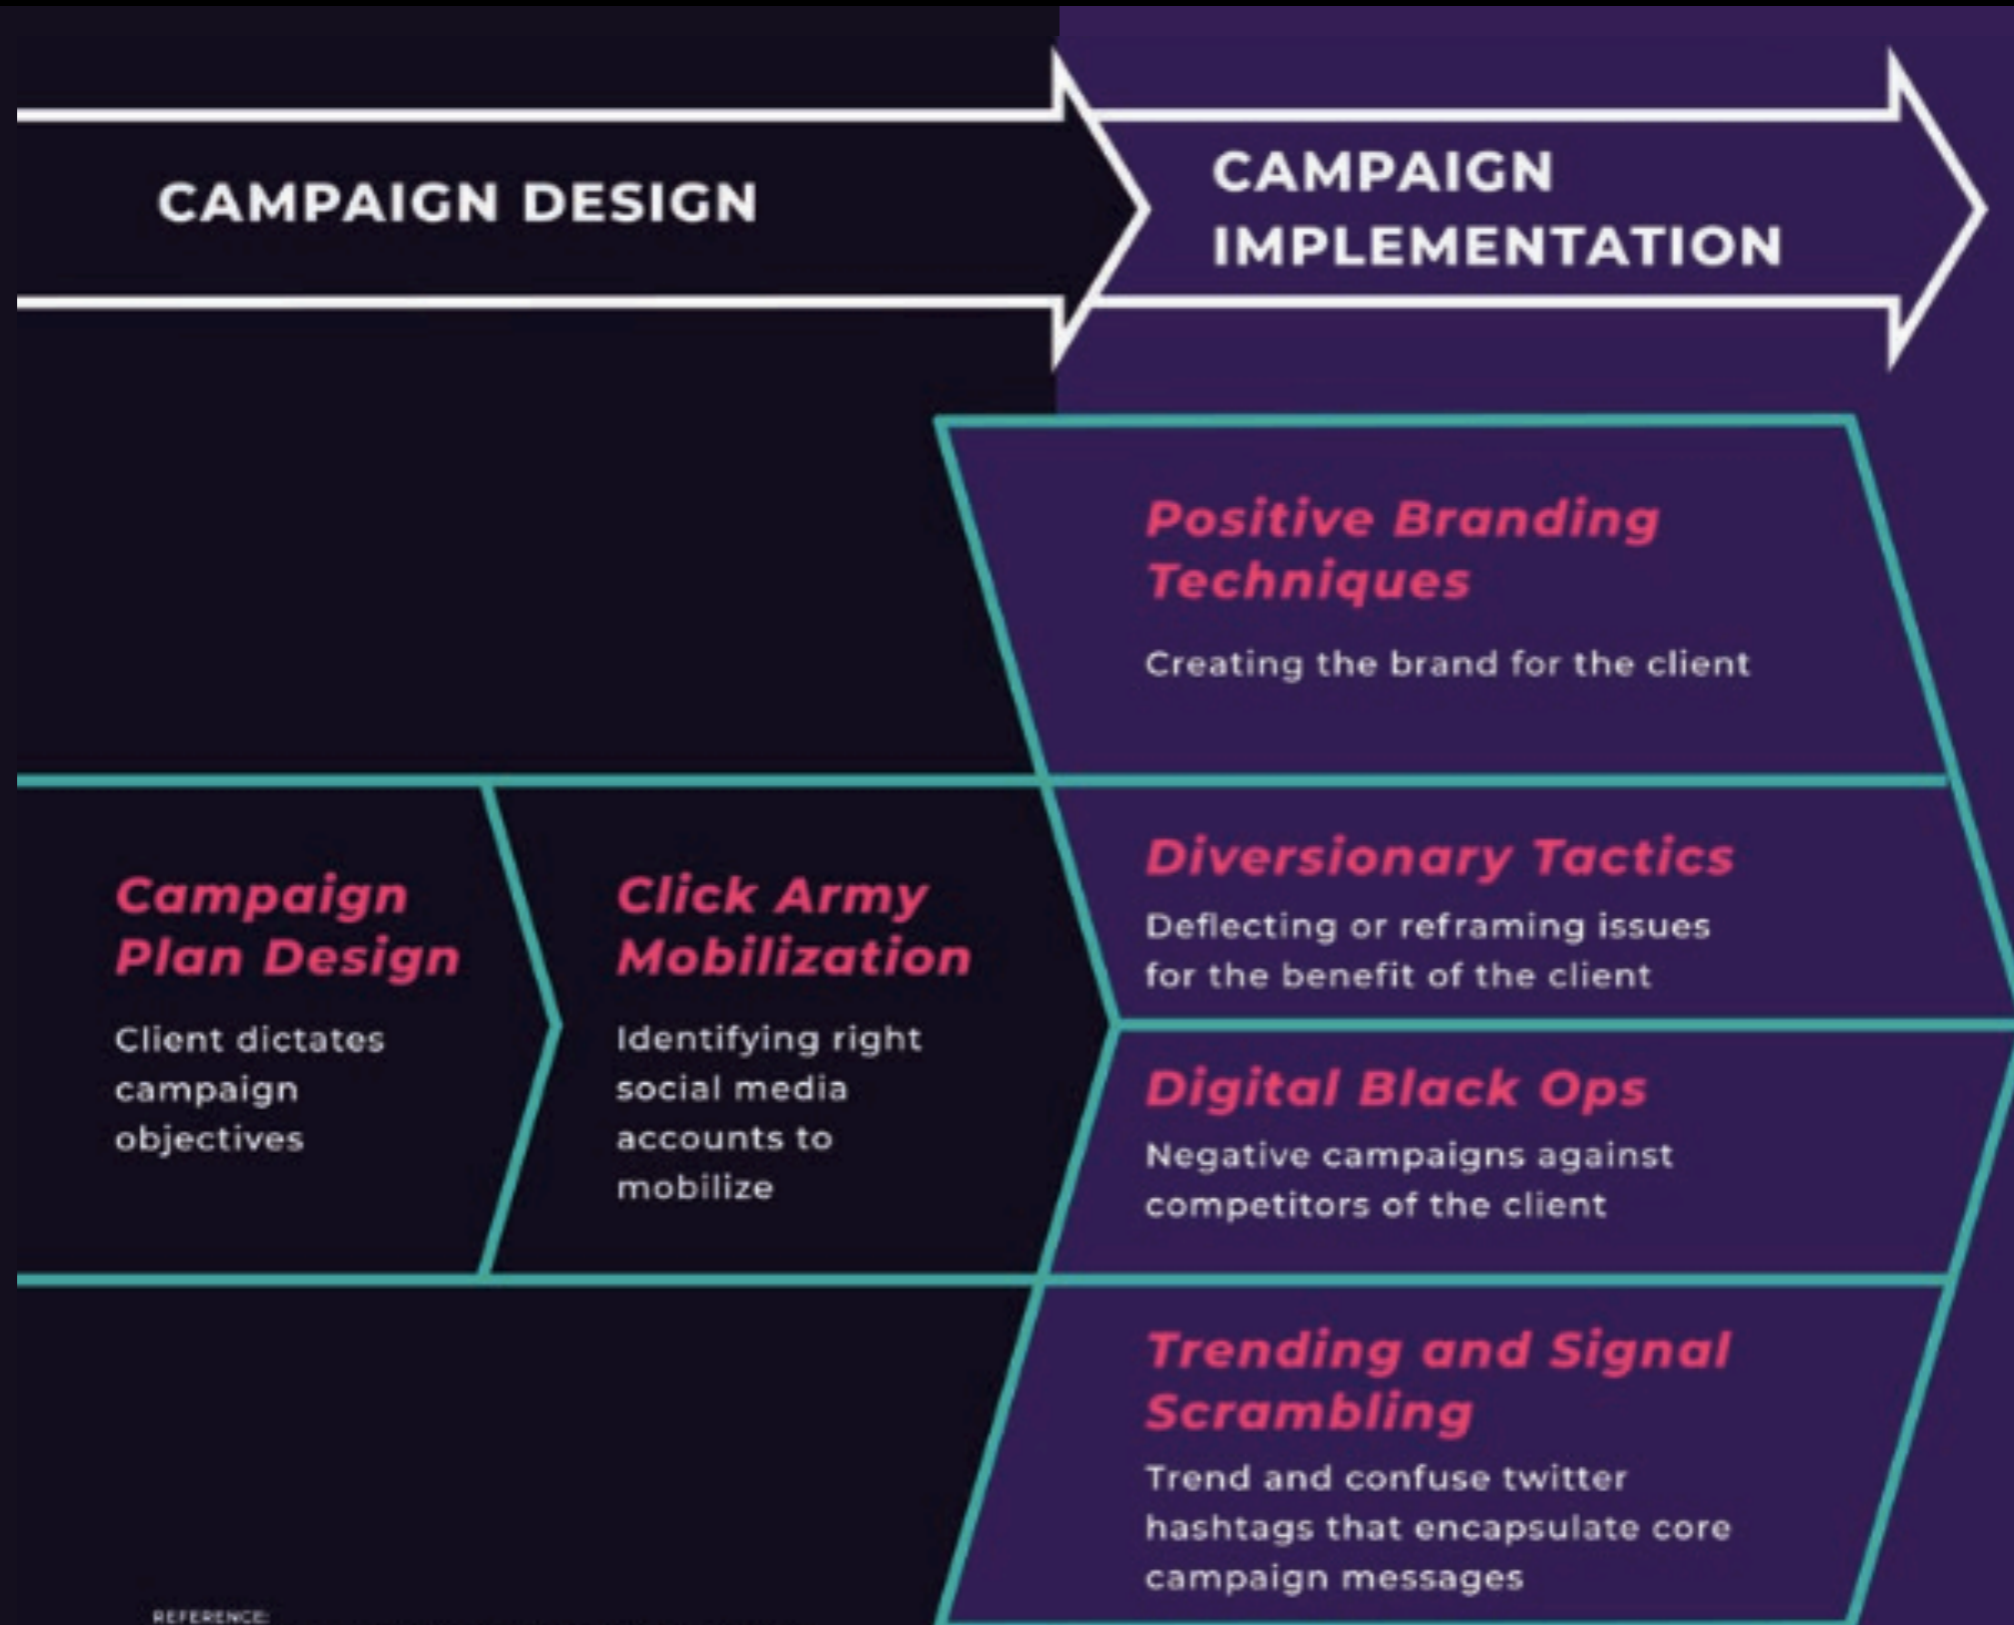 CAMPAIGN DESIGN
CAMPAIGN
IMPLEMENTATION
Positive Branding
Techniques
Creating the brand for the client
Campaign
Plan Design
Client dictates
campaign
objectives
Click Army
Mobilization
Identifying right
social media
accounts to
mobilize
Diversionary Tactics
Deflecting or reframing issues
for the benefit of the client
Digital Black Ops
Negative campaigns against
competitors of the client
Trending and Signal
Scrambling
Trend and confuse twitter
hashtags that encapsulate core
campaign messages
REFERENCE: